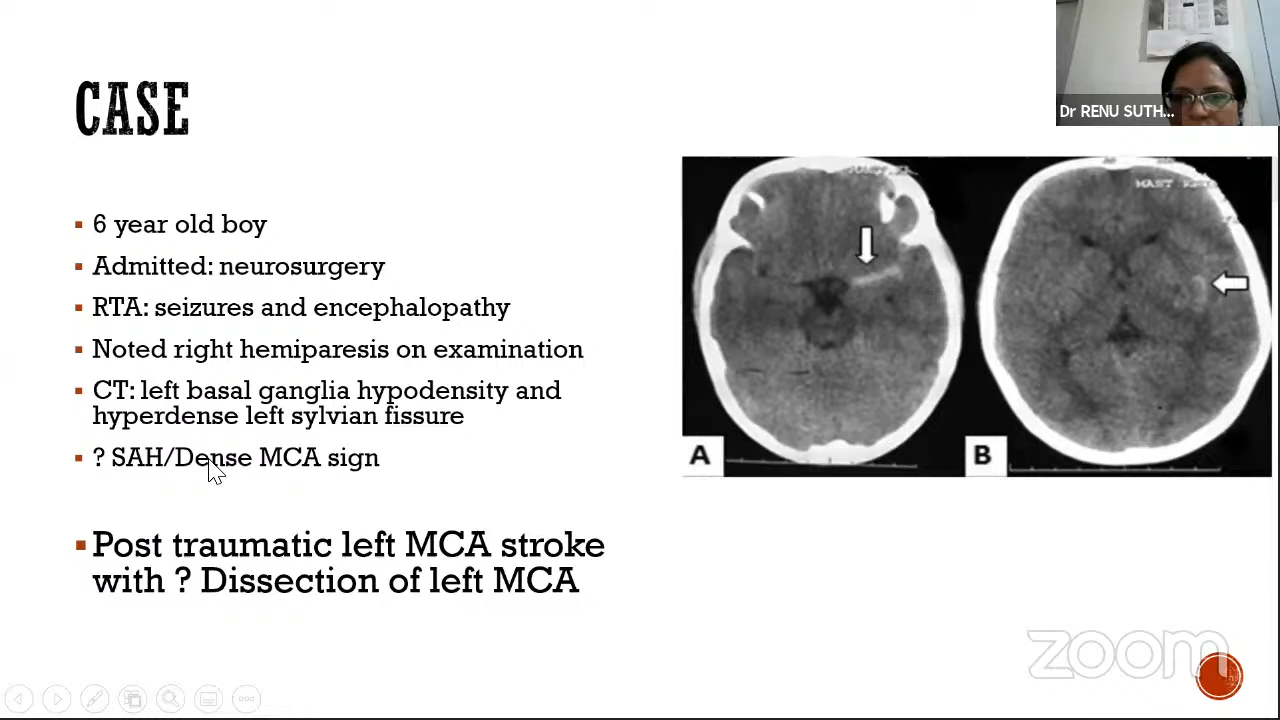 Dr RENU SUTH...
CASE
6 year old boy
Admitted: neurosurgery
RTA: seizures and encephalopathy
Noted right hemiparesis on examination
CT: left basal ganglia hypodensity and
hyperdense left sylvian fissure
? SAH/Dense MCA sign
Post traumatic left MCA stroke
with ? Dissection of left MCA
A
B
zoom